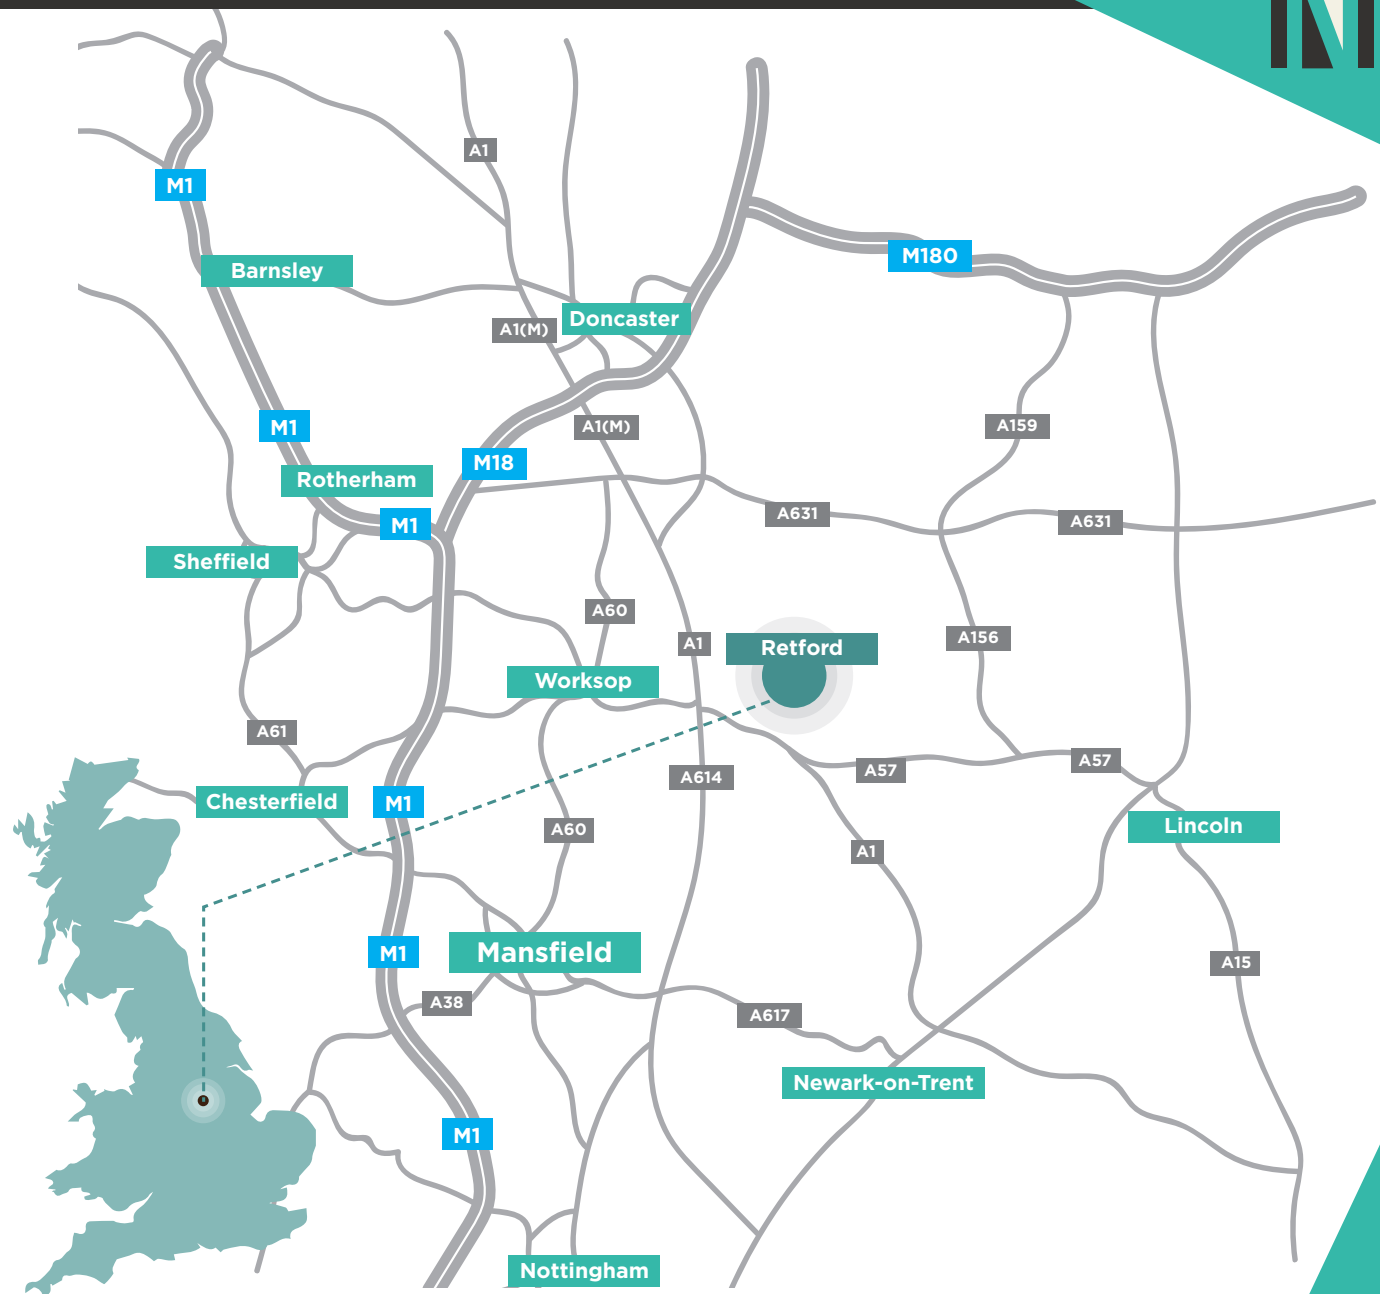 A1
M1
M180
Barnsley
Doncaster
A1(M)
M1
A1(M)
A159
M18
Rotherham
A631
A631
M1
Sheffield
A60
A156
A1
Retford
Worksop
A61
A57
A57
A614
Chesterfield
M1
Lincoln
A60
A1
M1
Mansfield
A15
A38
A617
Newark-on-Trent
M1
Nottingham